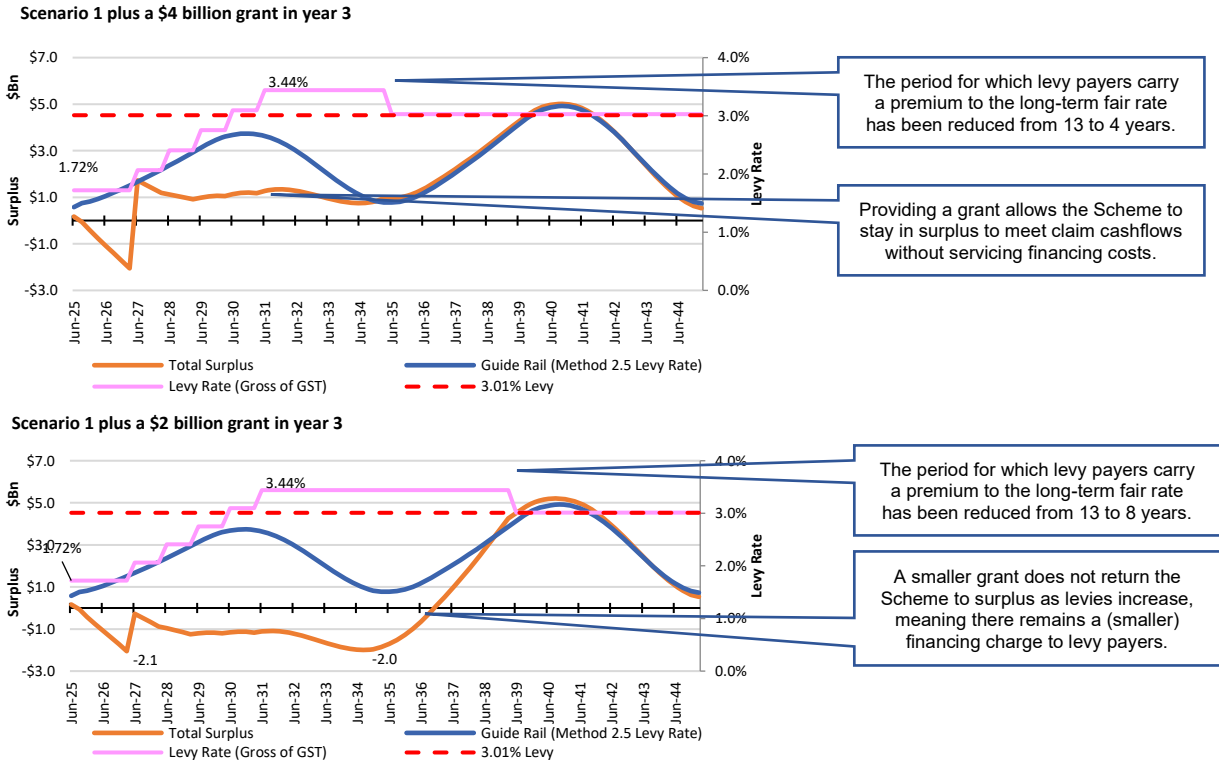 Scenario 1 plus a $4 billion grant in year 3
$7.0
$5.0
$3.0
$1.0
-$1.0
-$3.0
$Bn
Surplus
4.0%
3.0%
2.0%
1.0%
0.0%
Levy Rate
1.72%
3.44%
Jun-25
Jun-26
Jun-27
Jun-28
Jun-29
Jun-30
Jun-31
Jun-32
Jun-33
Jun-34
Jun-35
Jun-36
Jun-37
Jun-38
Jun-39
Jun-40
Jun-41
Jun-42
Jun-43
Jun-44
Total Surplus
Guide Rail (Method 2.5 Levy Rate)
Levy Rate (Gross of GST)
3.01% Levy
The period for which levy payers carry
a premium to the long-term fair rate
has been reduced from 13 to 4 years.
Providing a grant allows the Scheme to
stay in surplus to meet claim cashflows
without servicing financing costs.
Scenario 1 plus a $2 billion grant in year 3
$7.0
$5.0
$3.0
$1.0
-$1.0
-$3.0
$Bn
Surplus
4.0%
3.0%
2.0%
1.0%
0.0%
Levy Rate
1.72%
3.44%
-2.1
-2.0
Jun-25
Jun-26
Jun-27
Jun-28
Jun-29
Jun-30
Jun-31
Jun-32
Jun-33
Jun-34
Jun-35
Jun-36
Jun-37
Jun-38
Jun-39
Jun-40
Jun-41
Jun-42
Jun-43
Jun-44
Total Surplus
Guide Rail (Method 2.5 Levy Rate)
Levy Rate (Gross of GST)
3.01% Levy
The period for which levy payers carry
a premium to the long-term fair rate
has been reduced from 13 to 8 years.
A smaller grant does not return the
Scheme to surplus as levies increase,
meaning there remains a (smaller)
financing charge to levy payers.